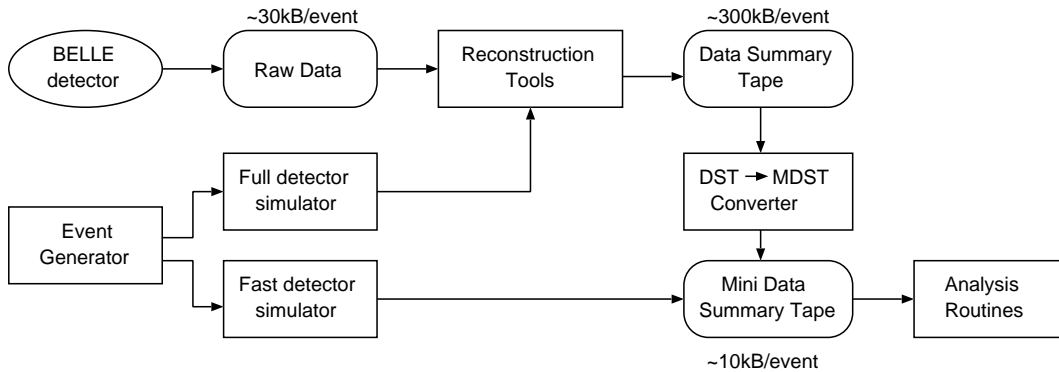 ~30kB/event
~300kB/event
BELLE
detector
Raw Data
Reconstruction
Tools
Data Summary
Tape
Full detector
simulator
DST → MDST
Converter
Event
Generator
Fast detector
simulator
Mini Data
Summary Tape
Analysis
Routines
~10kB/event